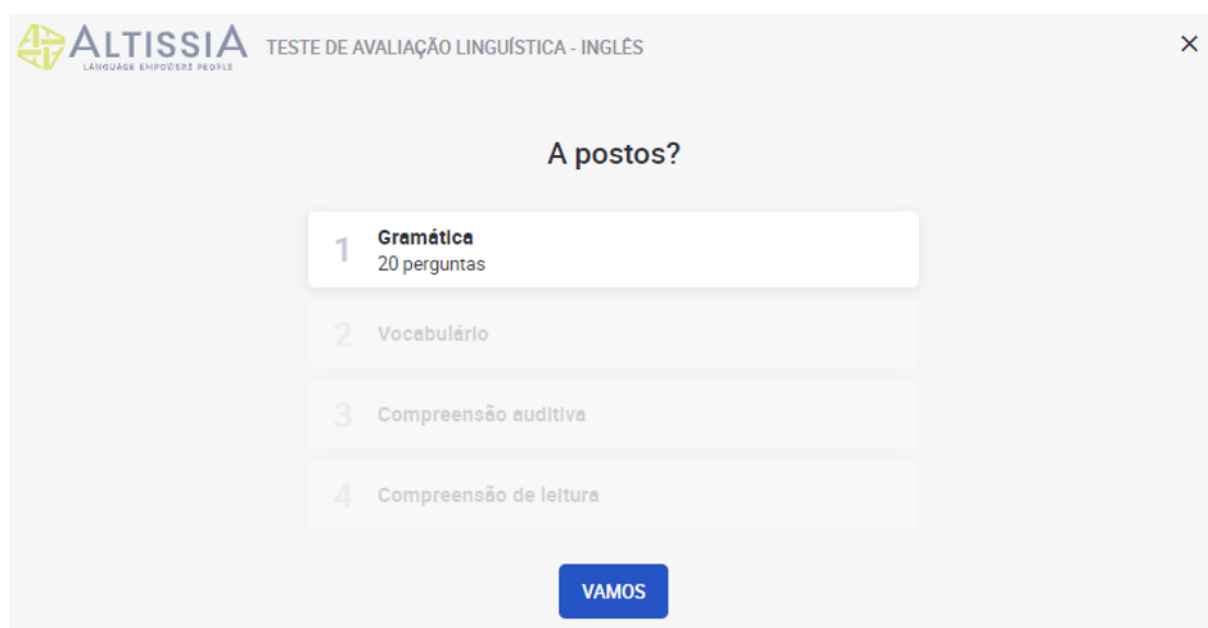 ALTISSIA
LANGUAGE EMPOWERS PEOPLE
TESTE DE AVALIAÇÃO LINGUÍSTICA - INGLÊS
×
A postos?
1
Gramática
20 perguntas
2
Vocabulário
3
Compreensão auditiva
4
Compreensão de leitura
VAMOS